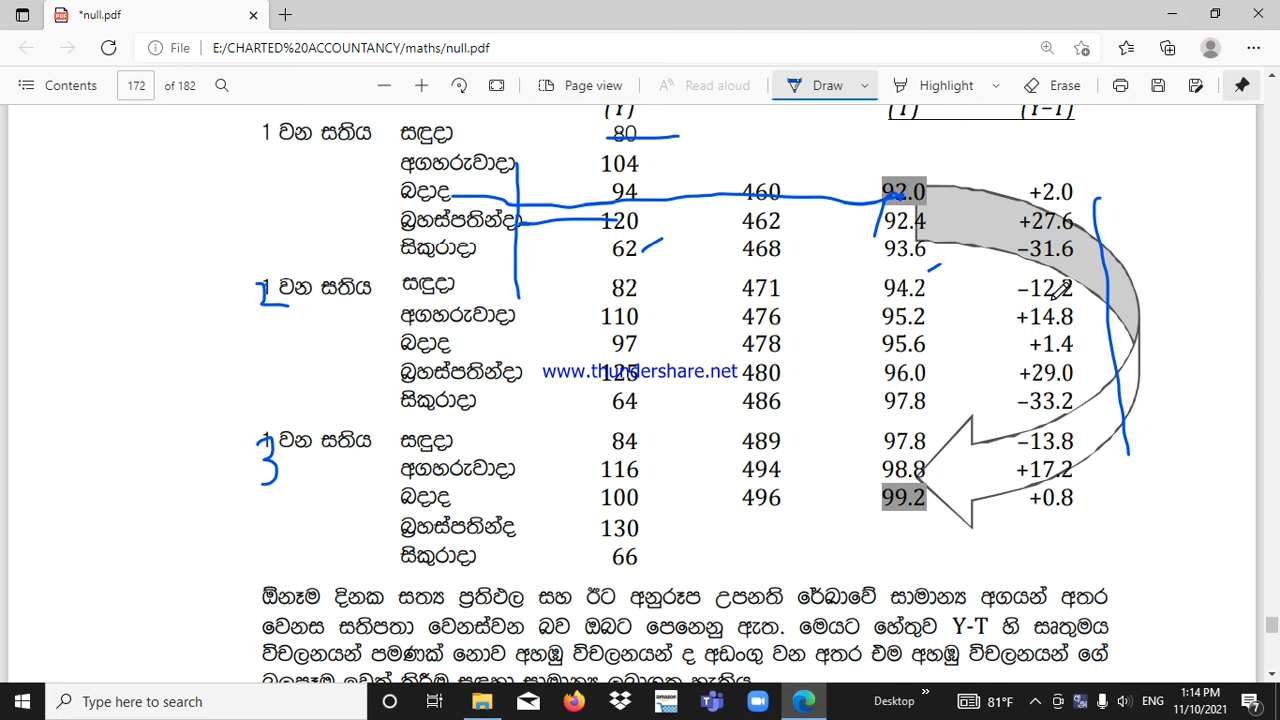 *null.pdf
File E:/CHARTED%20ACCOUNTANCY/maths/null.pdf
Contents 172 of 182 Page view Read aloud Draw Highlight Erase
(Y) (T) (Y−T)
1 වන සතිය සඳුදා 80
අගහරුවාදා 104
බදාද 94 460 92.0 +2.0
බ්‍රහස්පතින්දා 120 462 92.4 +27.6
සිකුරාදා 62 468 93.6 −31.6
1 වන සතිය සඳුදා 82 471 94.2 −12.2
අගහරුවාදා 110 476 95.2 +14.8
බදාද 97 478 95.6 +1.4
බ්‍රහස්පතින්දා 125 480 96.0 +29.0
www.thundershare.net
සිකුරාදා 64 486 97.8 −33.2
1 වන සතිය සඳුදා 84 489 97.8 −13.8
3
අගහරුවාදා 116 494 98.8 +17.2
බදාද 100 496 99.2 +0.8
බ්‍රහස්පතින්ද 130
සිකුරාදා 66
ඕනෑම දිනක සත්‍ය ප්‍රතිඵල සහ ඊට අනුරූප උපනති රේඛාවේ සාමාන්‍ය අගයන් අතර
වෙනස සතිපතා වෙනස්වන බව ඔබට පෙනෙනු ඇත. මෙයට හේතුව Y-T හි සෘතුමය
විචලනයන් පමණක් නොව අහඹු විචලනයන් ද අඩංගු වන අතර එම අහඹු විචලනයන් ගේ
Type here to search Desktop 81°F ENG 1:14 PM
11/10/2021 7